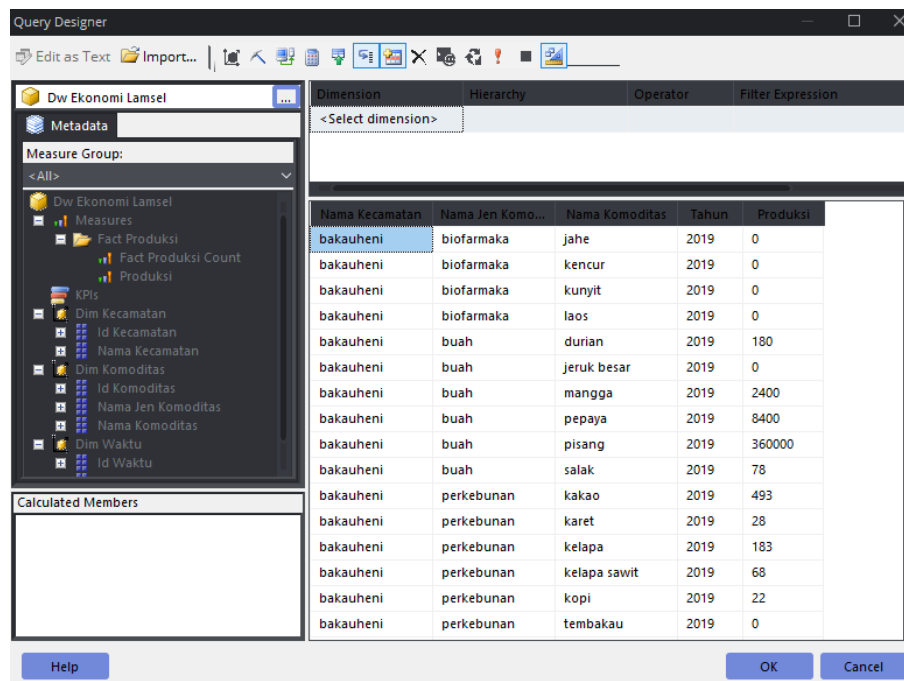 Query Designer
Edit as Text Import...
Dw Ekonomi Lamsel ...
Metadata
Measure Group:
<All>
Dw Ekonomi Lamsel
Measures
Fact Produksi
Fact Produksi Count
Produksi
KPIs
Dim Kecamatan
Id Kecamatan
Nama Kecamatan
Dim Komoditas
Id Komoditas
Nama Jen Komoditas
Nama Komoditas
Dim Waktu
Id Waktu
Calculated Members
Dimension Hierarchy Operator Filter Expression
<Select dimension>
Nama Kecamatan Nama Jen Komo... Nama Komoditas Tahun Produksi
bakauheni biofarmaka jahe 2019 0
bakauheni biofarmaka kencur 2019 0
bakauheni biofarmaka kunyit 2019 0
bakauheni biofarmaka laos 2019 0
bakauheni buah durian 2019 180
bakauheni buah jeruk besar 2019 0
bakauheni buah mangga 2019 2400
bakauheni buah pepaya 2019 8400
bakauheni buah pisang 2019 360000
bakauheni buah salak 2019 78
bakauheni perkebunan kakao 2019 493
bakauheni perkebunan karet 2019 28
bakauheni perkebunan kelapa 2019 183
bakauheni perkebunan kelapa sawit 2019 68
bakauheni perkebunan kopi 2019 22
bakauheni perkebunan tembakau 2019 0
Help OK Cancel